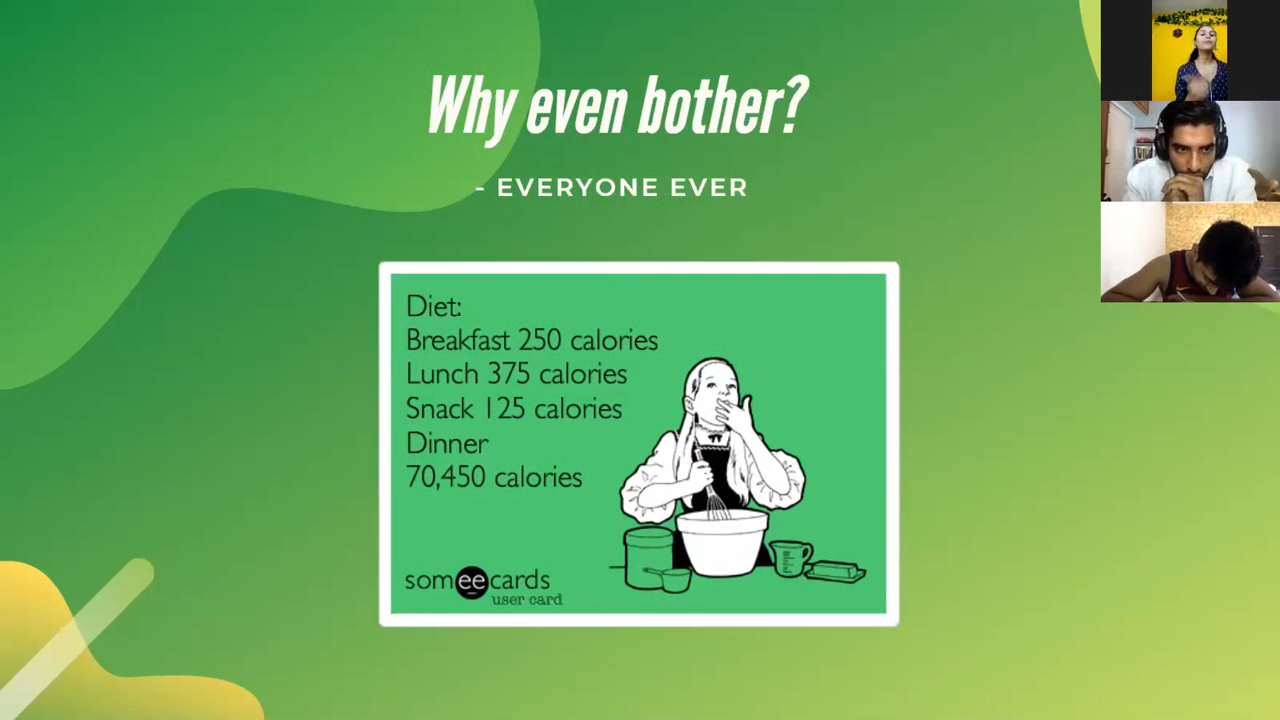 Why even bother?
- EVERYONE EVER
Diet:
Breakfast 250 calories
Lunch 375 calories
Snack 125 calories
Dinner
70,450 calories
someecards
user card